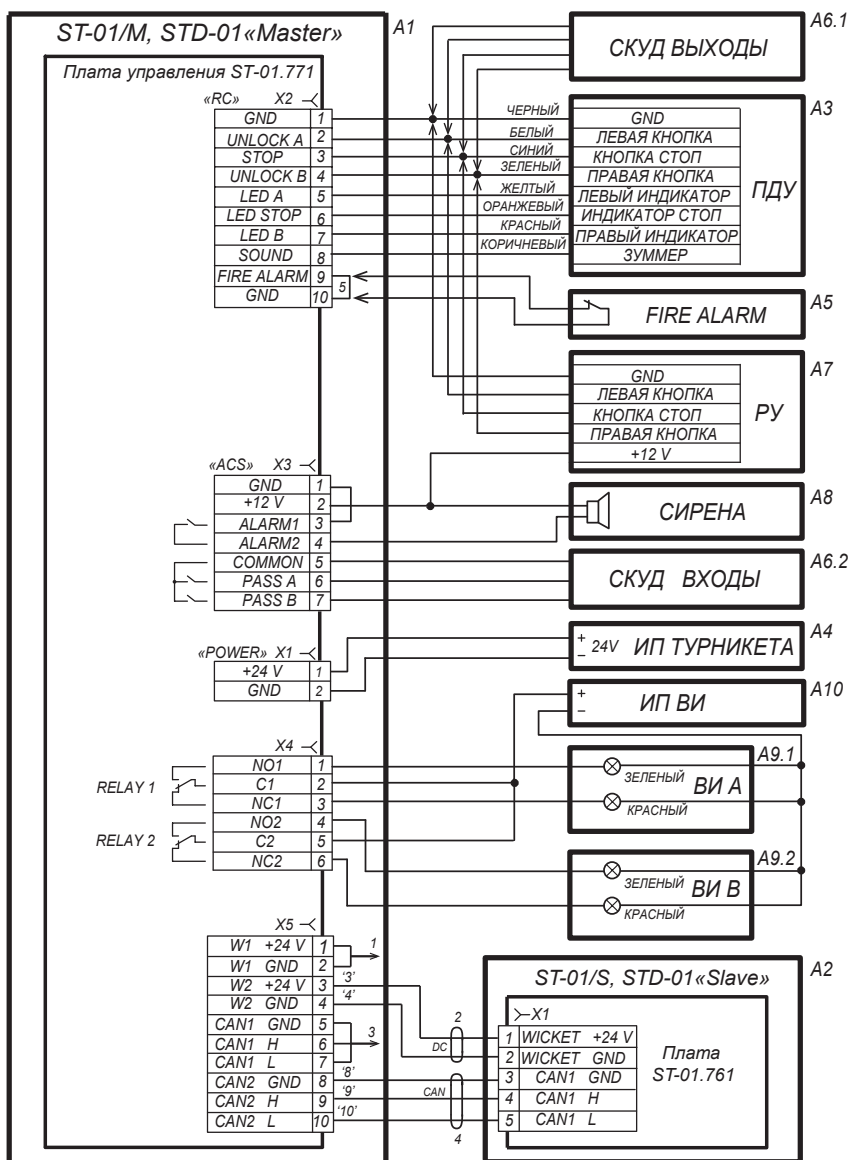 ST-01/M, STD-01«Master»
A1
Плата управления ST-01.771
«RC» X2
GND 1
UNLOCK A 2
STOP 3
UNLOCK B 4
LED A 5
LED STOP 6
LED B 7
SOUND 8
FIRE ALARM 9
GND 10
5
ЧЕРНЫЙ
БЕЛЫЙ
СИНИЙ
ЗЕЛЕНЫЙ
ЖЕЛТЫЙ
ОРАНЖЕВЫЙ
КРАСНЫЙ
КОРИЧНЕВЫЙ
СКУД ВЫХОДЫ
A6.1
GND
ЛЕВАЯ КНОПКА
КНОПКА СТОП
ПРАВАЯ КНОПКА
ЛЕВЫЙ ИНДИКАТОР
ИНДИКАТОР СТОП
ПРАВЫЙ ИНДИКАТОР
ЗУММЕР
ПДУ
A3
FIRE ALARM
A5
GND
ЛЕВАЯ КНОПКА
КНОПКА СТОП
ПРАВАЯ КНОПКА
+12 V
РУ
A7
«ACS» X3
GND 1
+12 V 2
ALARM1 3
ALARM2 4
COMMON 5
PASS A 6
PASS B 7
СИРЕНА
A8
СКУД ВХОДЫ
A6.2
«POWER» X1
+24 V 1
GND 2
+
–
24V ИП ТУРНИКЕТА
A4
+
–
ИП ВИ
A10
X4
NO1 1
C1 2
NC1 3
NO2 4
C2 5
NC2 6
RELAY 1
RELAY 2
ЗЕЛЕНЫЙ
КРАСНЫЙ
ВИ А
A9.1
ЗЕЛЕНЫЙ
КРАСНЫЙ
ВИ В
A9.2
X5
W1 +24 V 1
W1 GND 2
W2 +24 V 3
W2 GND 4
CAN1 GND 5
CAN1 H 6
CAN1 L 7
CAN2 GND 8
CAN2 H 9
CAN2 L 10
1
'3'
'4'
3
'8'
'9'
'10'
2
DC
CAN
4
ST-01/S, STD-01«Slave»
A2
X1
1 WICKET +24 V
2 WICKET GND
3 CAN1 GND
4 CAN1 H
5 CAN1 L
Плата
ST-01.761